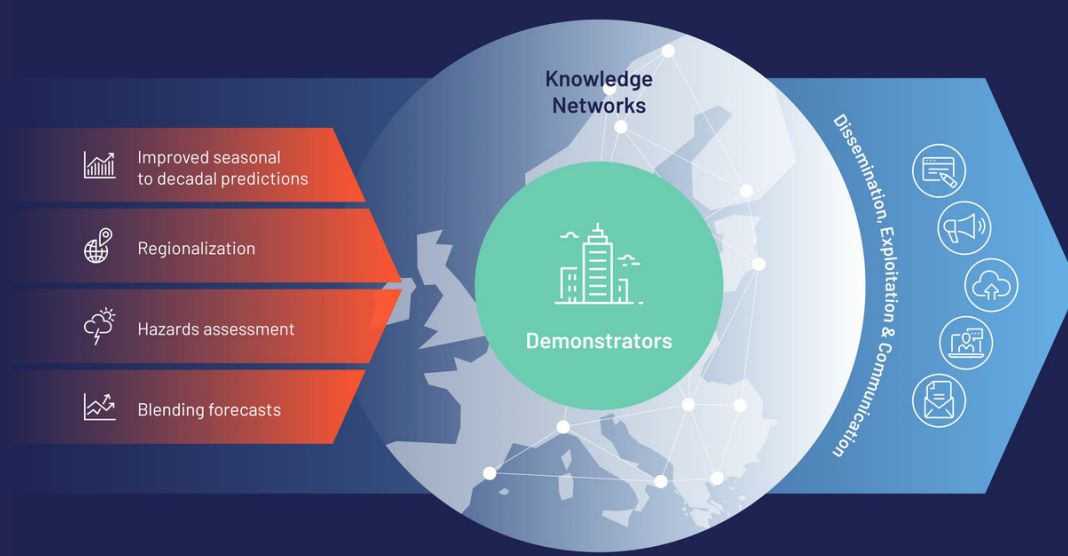 Knowledge
Networks
Improved seasonal
to decadal predictions
Regionalization
Hazards assessment
Blending forecasts
Demonstrators
Dissemination, Exploitation & Communication